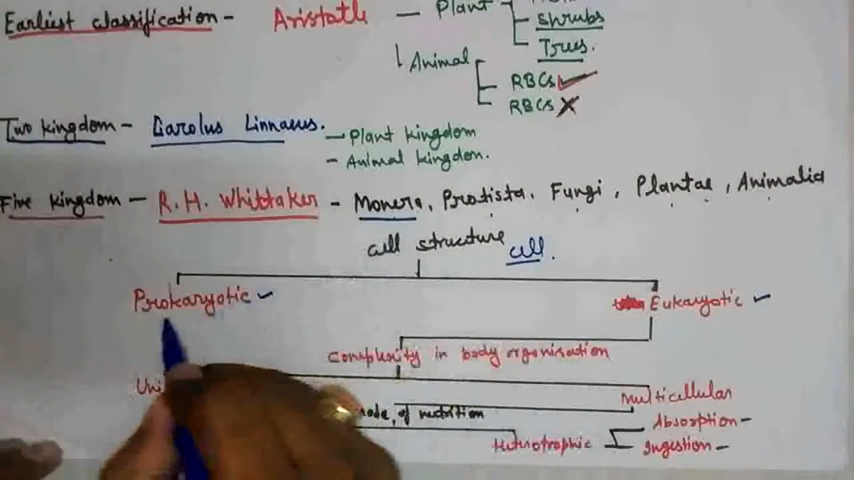 Earliest classification - Aristatle — Plant
shrubs
Trees.
Animal
RBCs
RBCs
Two kingdom - Carolus Linnaeus. - Plant kingdom
- Animal kingdom.
Five kingdom - R. H. Whittaker - Monera, Protista, Fungi, Plantae, Animalia
cell structure cell.
Prokaryotic Eukaryotic
Complexity in body organisation
Uni multicellular
mode of nutrition Absorption -
Heterotrophic Ingestion -